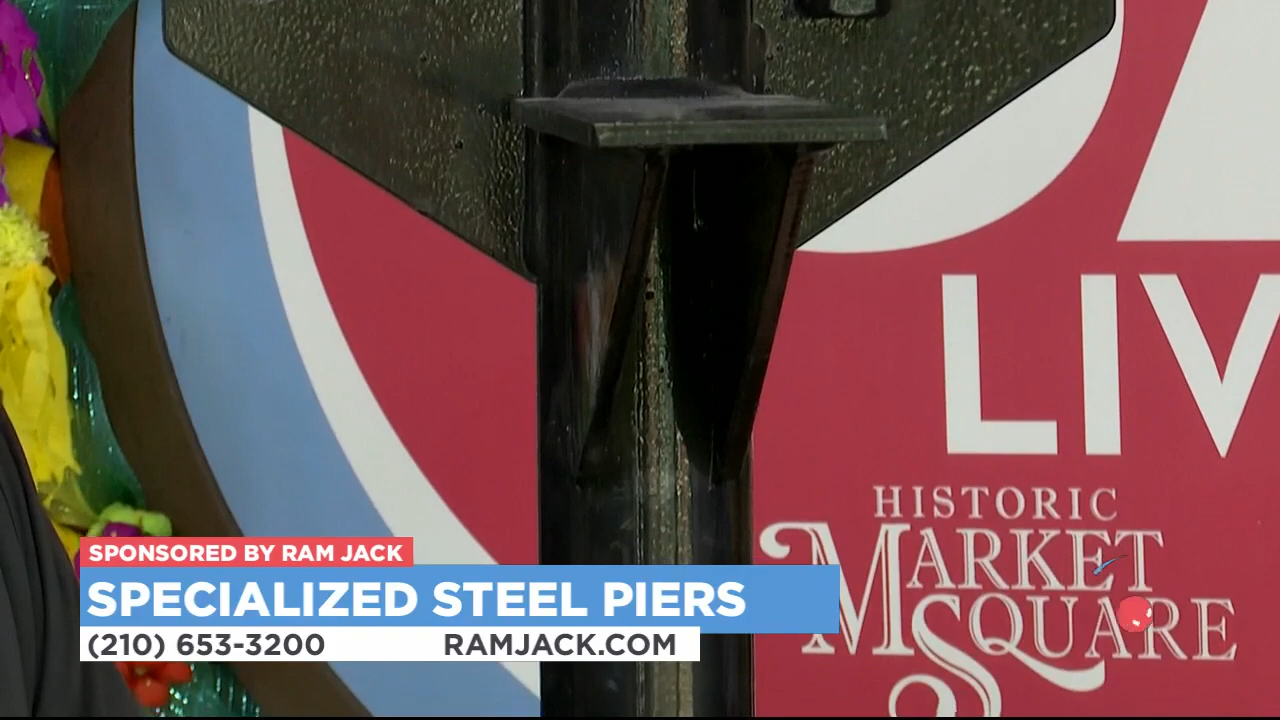 LIV
HISTORIC
MARKET
SQUARE
SPONSORED BY RAM JACK
SPECIALIZED STEEL PIERS
(210) 653-3200 RAMJACK.COM